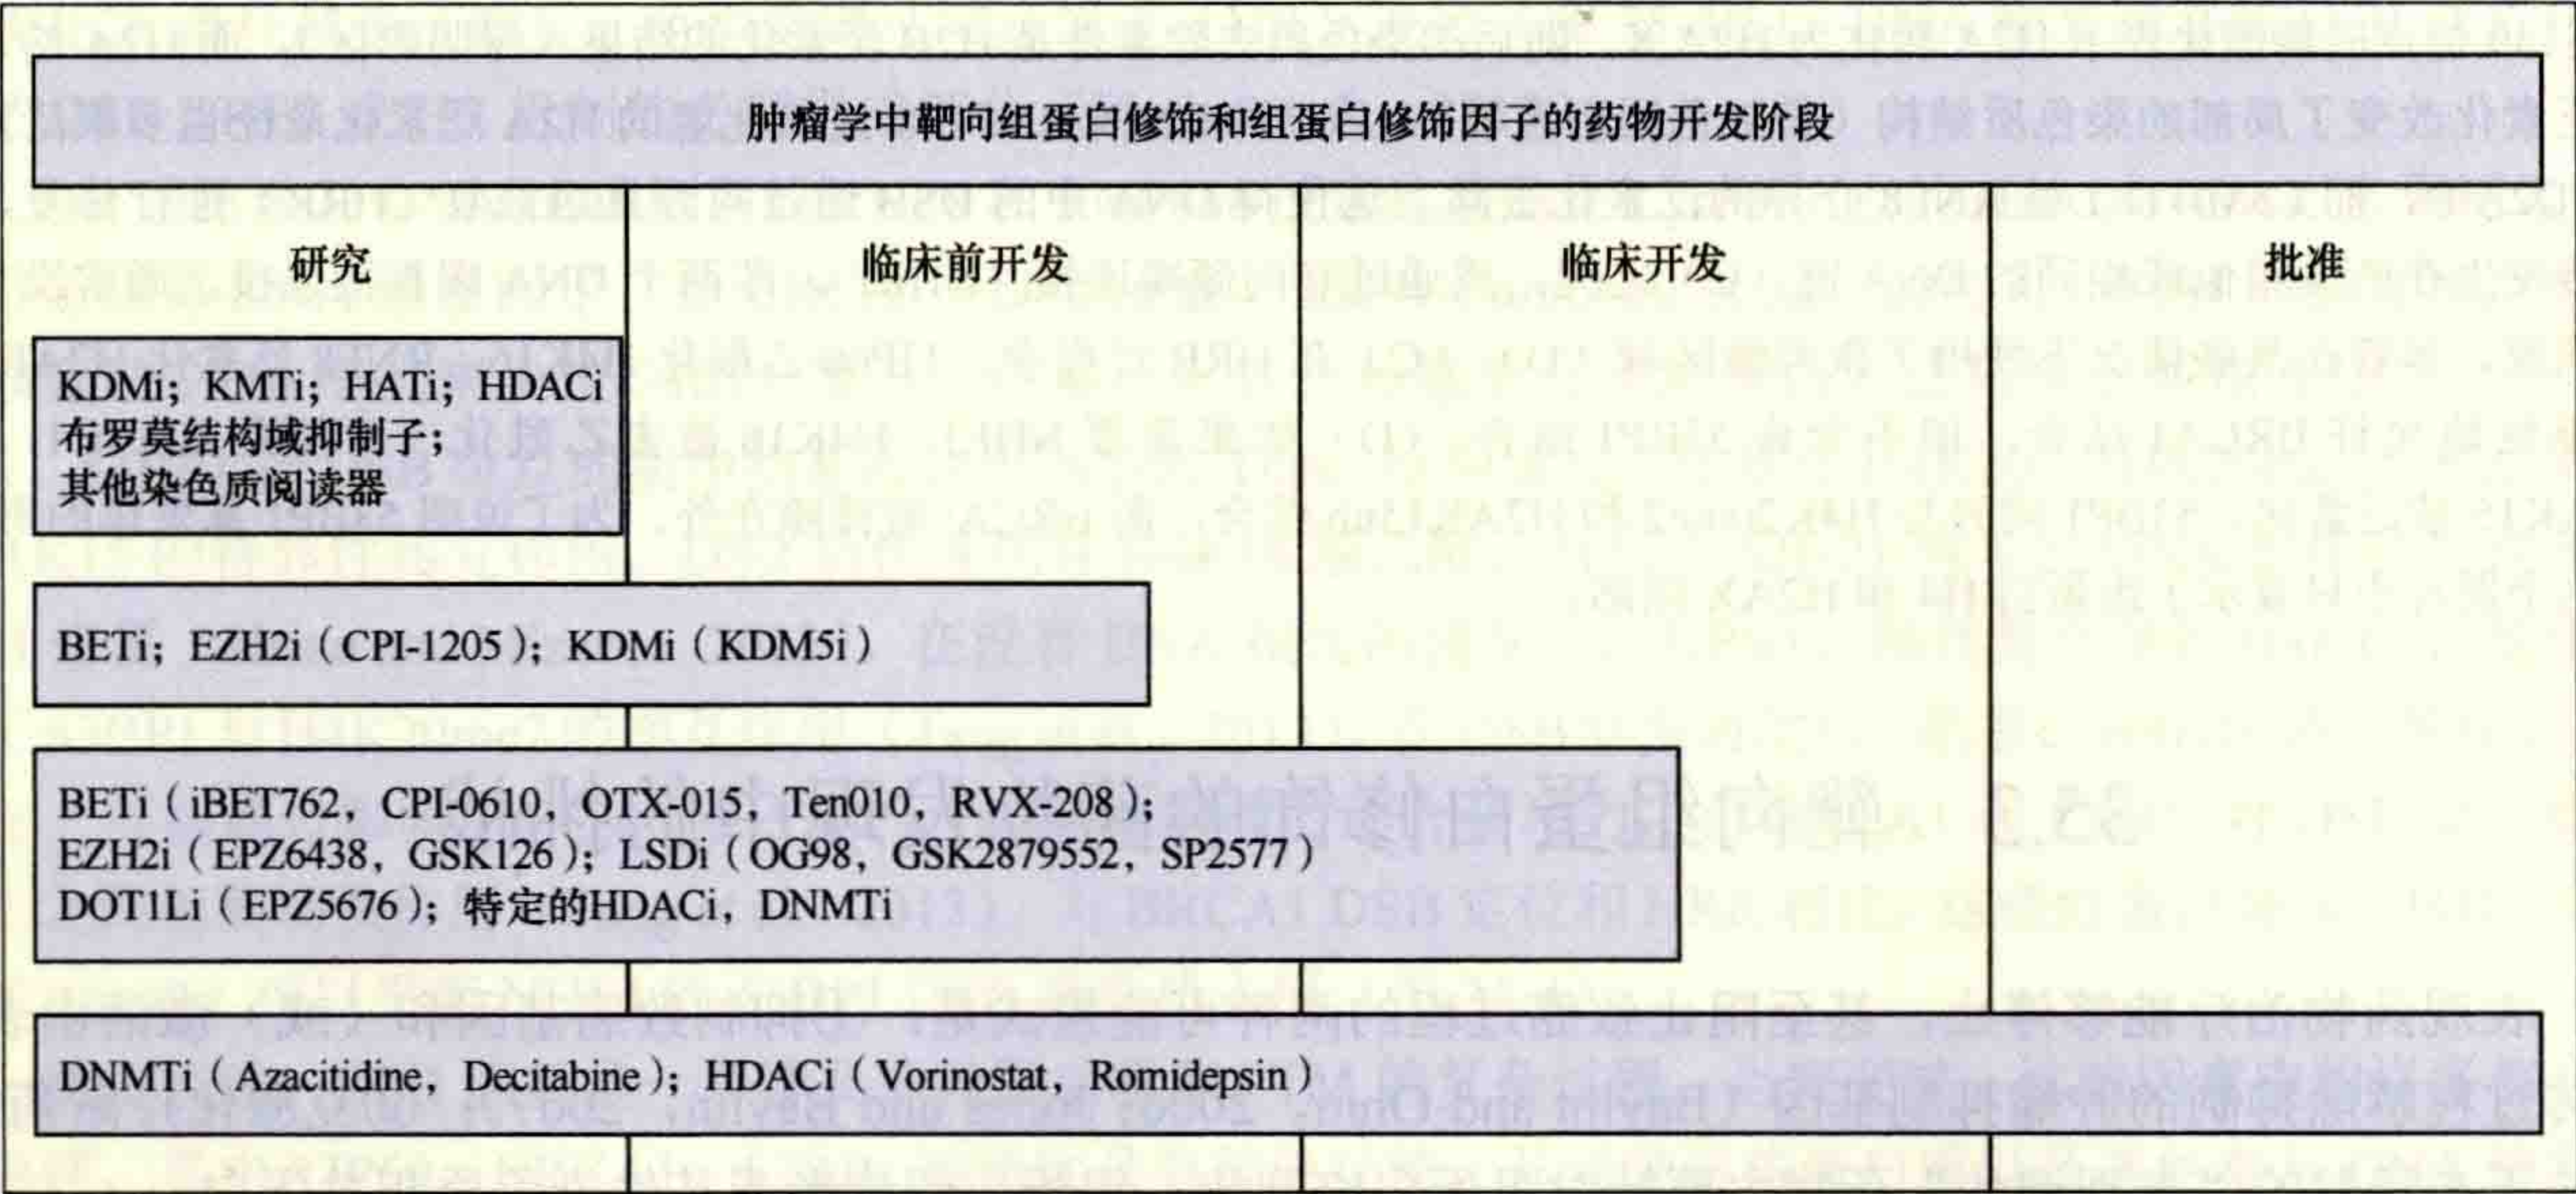 肿瘤学中靶向组蛋白修饰和组蛋白修饰因子的药物开发阶段
研究
临床前开发
临床开发
批准
KDMi；KMTi；HATi；HDACi
布罗莫结构域抑制子；
其他染色质阅读器
BETi；EZH2i（CPI-1205）；KDMi（KDM5i）
BETi（iBET762，CPI-0610，OTX-015，Ten010，RVX-208）；
EZH2i（EPZ6438，GSK126）；LSDi（OG98，GSK2879552，SP2577）
DOT1Li（EPZ5676）；特定的HDACi，DNMTi
DNMTi（Azacitidine，Decitabine）；HDACi（Vorinostat，Romidepsin）